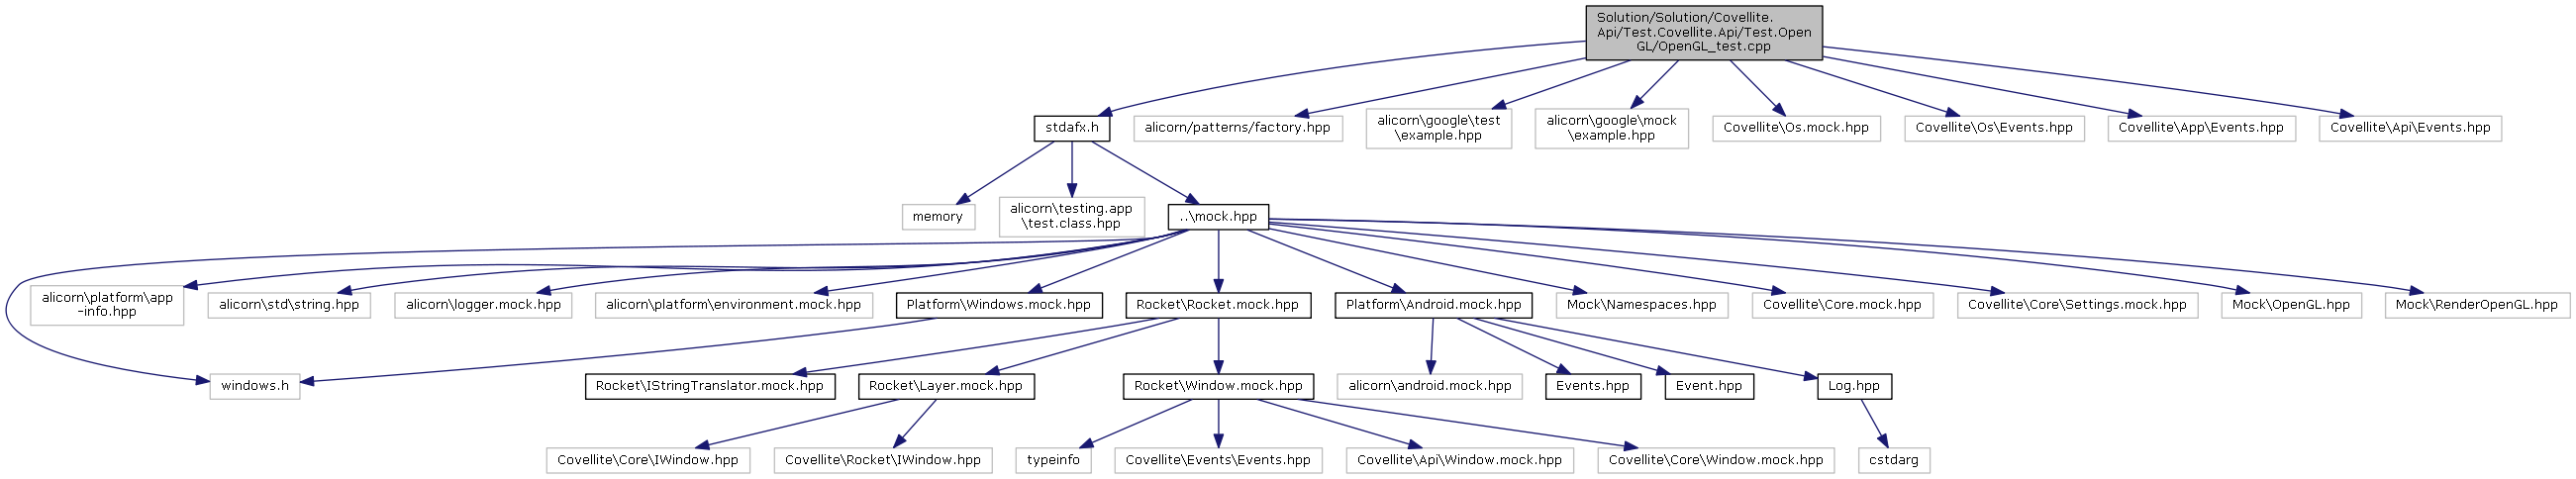 Solution/Solution/Covellite.
Api/Test.Covellite.Api/Test.Open
GL/OpenGL_test.cpp
stdafx.h
alicorn/patterns/factory.hpp
alicorn\google\test
\example.hpp
alicorn\google\mock
\example.hpp
Covellite\Os.mock.hpp
Covellite\Os\Events.hpp
Covellite\App\Events.hpp
Covellite\Api\Events.hpp
memory
alicorn\testing.app
\test.class.hpp
..\mock.hpp
alicorn\platform\app
-info.hpp
alicorn\std\string.hpp
alicorn\logger.mock.hpp
alicorn\platform\environment.mock.hpp
Platform\Windows.mock.hpp
Rocket\Rocket.mock.hpp
Platform\Android.mock.hpp
Mock\Namespaces.hpp
Covellite\Core.mock.hpp
Covellite\Core\Settings.mock.hpp
Mock\OpenGL.hpp
Mock\RenderOpenGL.hpp
windows.h
Rocket\IStringTranslator.mock.hpp
Rocket\Layer.mock.hpp
Rocket\Window.mock.hpp
alicorn\android.mock.hpp
Events.hpp
Event.hpp
Log.hpp
Covellite\Core\IWindow.hpp
Covellite\Rocket\IWindow.hpp
typeinfo
Covellite\Events\Events.hpp
Covellite\Api\Window.mock.hpp
Covellite\Core\Window.mock.hpp
cstdarg